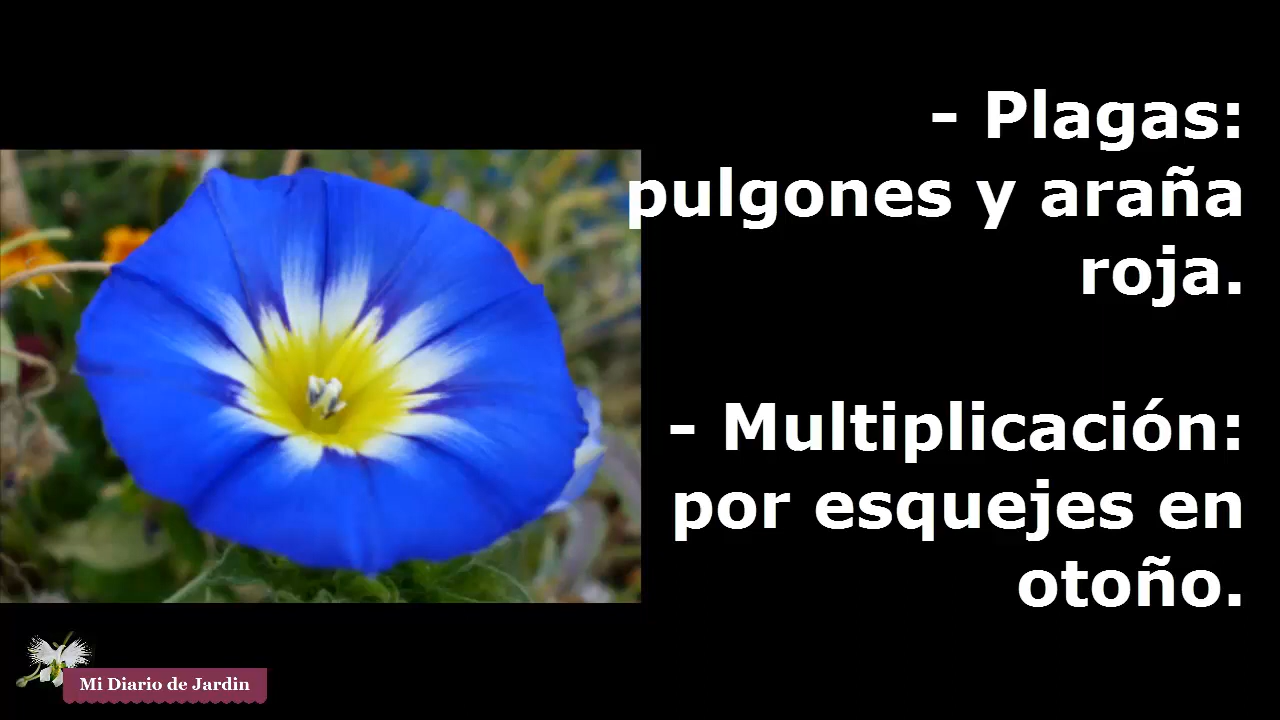 - Plagas:
pulgones y araña
roja.
- Multiplicación:
por esquejes en
otoño.
Mi Diario de Jardin